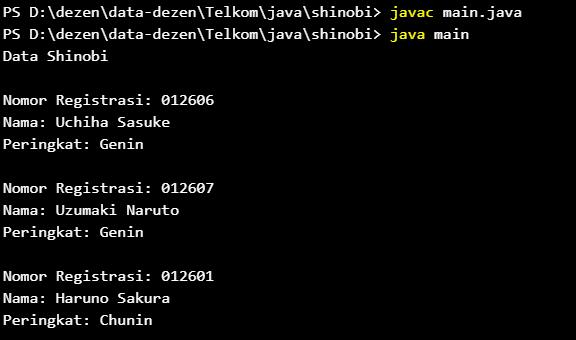 PS D:\dezen\data-dezen\Telkom\java\shinobi> javac main.java
PS D:\dezen\data-dezen\Telkom\java\shinobi> java main
Data Shinobi
Nomor Registrasi: 012606
Nama: Uchiha Sasuke
Peringkat: Genin
Nomor Registrasi: 012607
Nama: Uzumaki Naruto
Peringkat: Genin
Nomor Registrasi: 012601
Nama: Haruno Sakura
Peringkat: Chunin